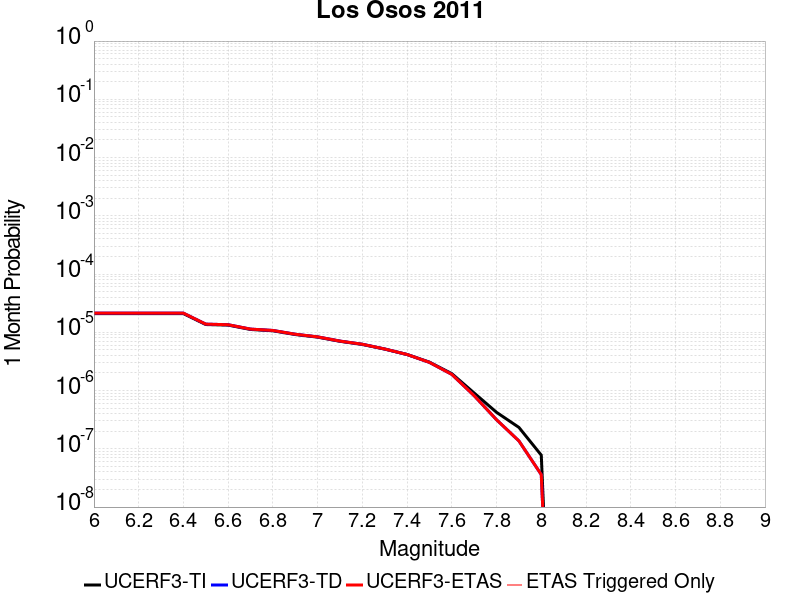 Los Osos 2011
1 Month Probability
10^0
10^-1
10^-2
10^-3
10^-4
10^-5
10^-6
10^-7
10^-8
6 6.2 6.4 6.6 6.8 7 7.2 7.4 7.6 7.8 8 8.2 8.4 8.6 8.8 9
Magnitude
UCERF3-TI UCERF3-TD UCERF3-ETAS ETAS Triggered Only